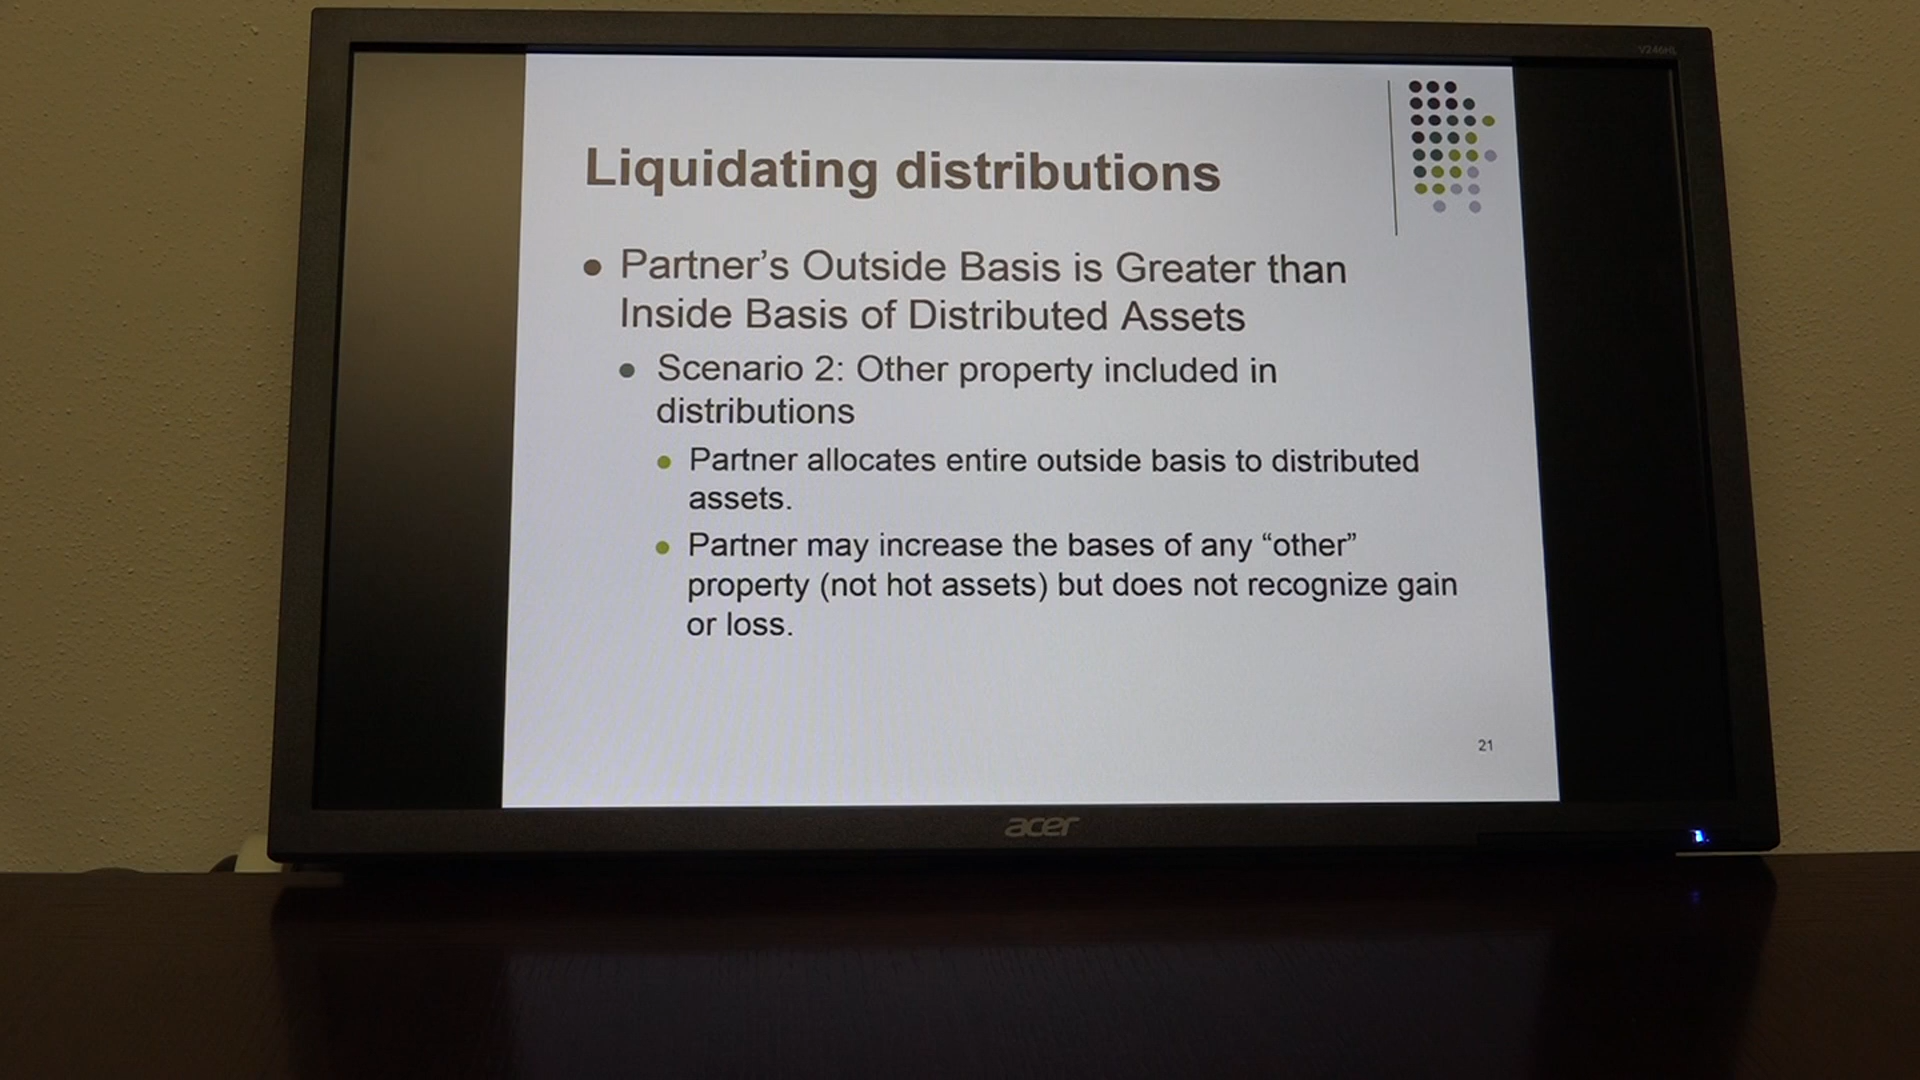 V246HL
Liquidating distributions
Partner’s Outside Basis is Greater than
Inside Basis of Distributed Assets
Scenario 2: Other property included in
distributions
Partner allocates entire outside basis to distributed
assets.
Partner may increase the bases of any “other”
property (not hot assets) but does not recognize gain
or loss.
21
acer